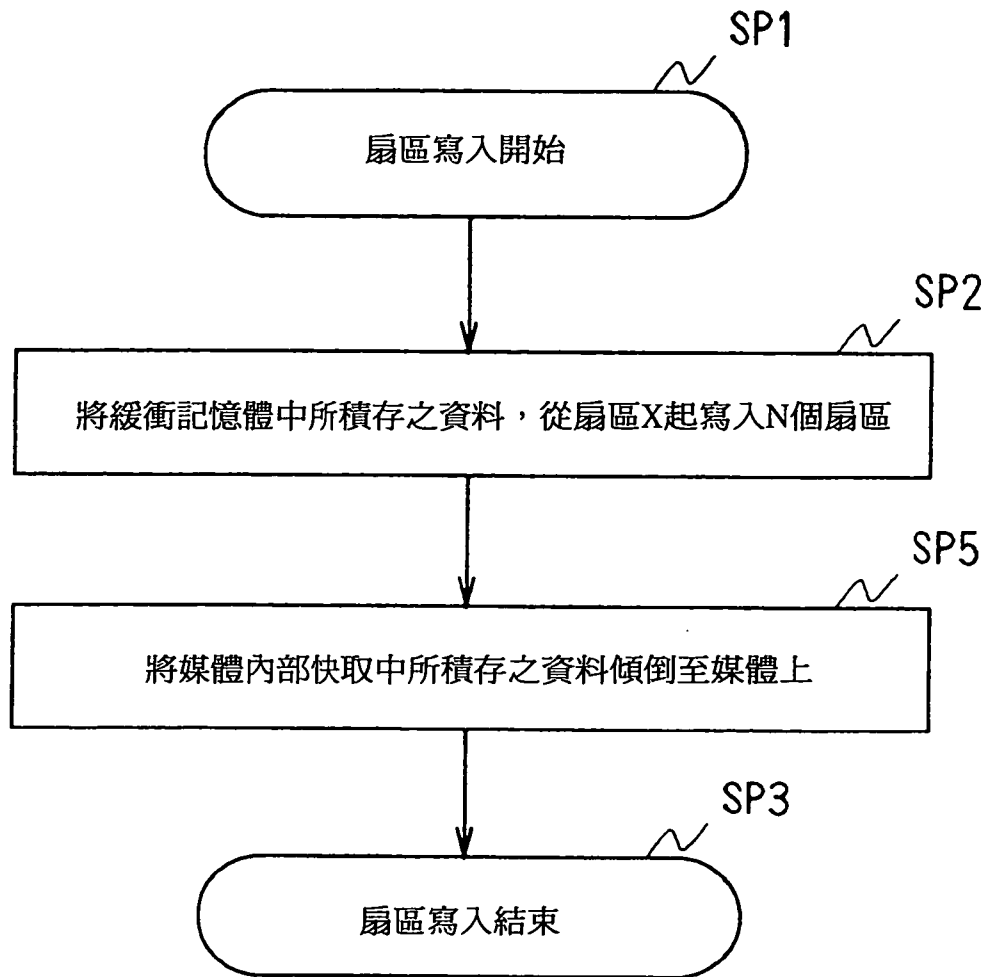 SP1
扇區寫入開始
SP2
將緩衝記憶體中所積存之資料，從扇區X起寫入N個扇區
SP5
將媒體內部快取中所積存之資料傾倒至媒體上
SP3
扇區寫入結束